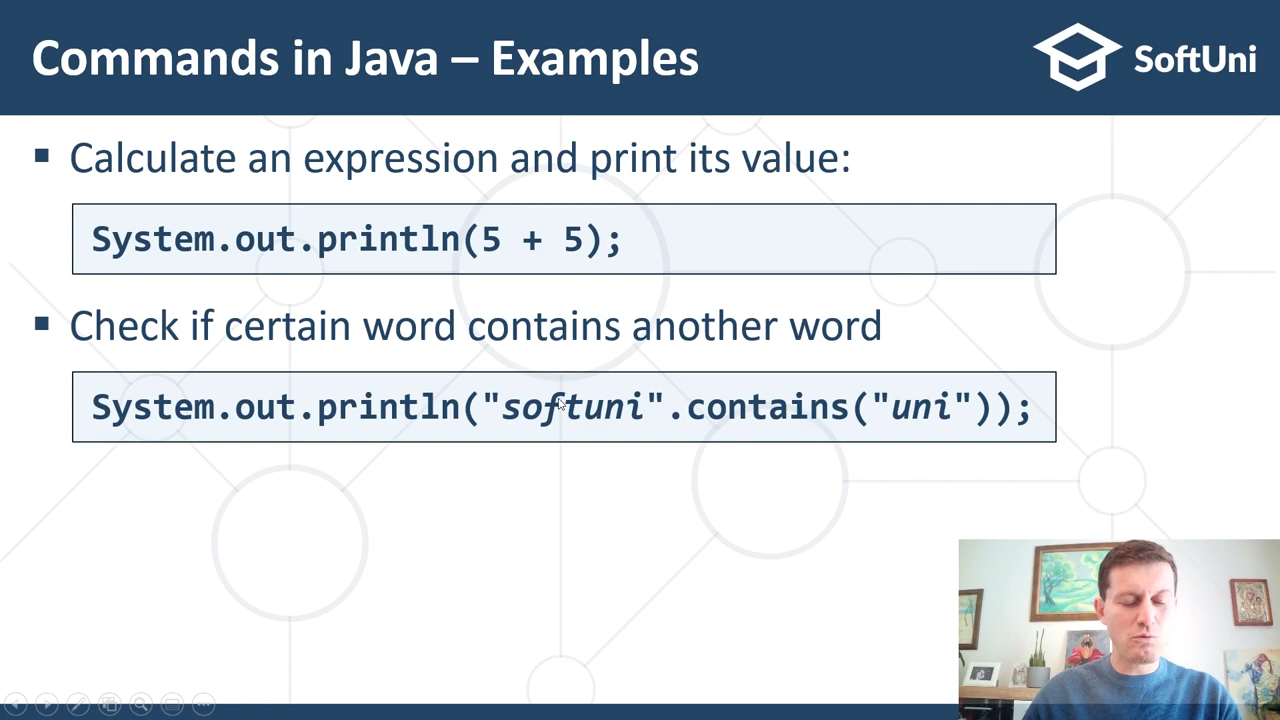 Commands in Java – Examples
SoftUni
▪ Calculate an expression and print its value:
System.out.println(5 + 5);
▪ Check if certain word contains another word
System.out.println("softuni".contains("uni"));